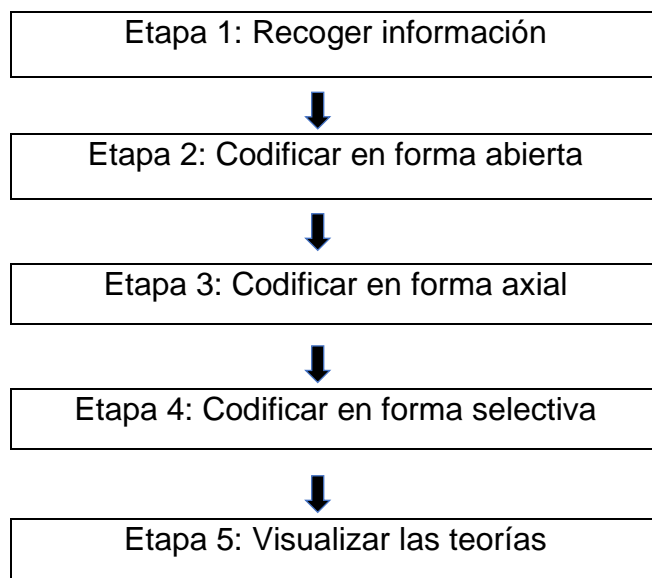 Etapa 1: Recoger información
Etapa 2: Codificar en forma abierta
Etapa 3: Codificar en forma axial
Etapa 4: Codificar en forma selectiva
Etapa 5: Visualizar las teorías